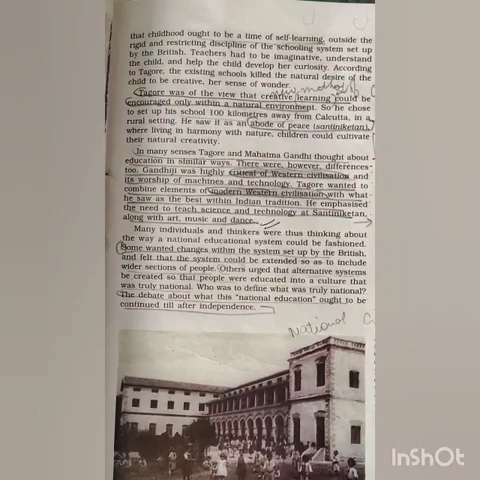 that childhood ought to be a time of self-learning, outside the
rigid and restricting discipline of the schooling system set up
by the British. Teachers had to be imaginative, understand
the child, and help the child develop her curiosity. According
to Tagore, the existing schools killed the natural desire of the
child to be creative, her sense of wonder.
Tagore was of the view that creative learning could be
encouraged only within a natural environment. So he chose
to set up his school 100 kilometres away from Calcutta, in a
rural setting. He saw it as an abode of peace (santiniketan),
where living in harmony with nature, children could cultivate
their natural creativity.
In many senses Tagore and Mahatma Gandhi thought about
education in similar ways. There were, however, differences
too. Gandhiji was highly critical of Western civilisation and
its worship of machines and technology. Tagore wanted to
combine elements of modern Western civilisation with what
he saw as the best within Indian tradition. He emphasised
the need to teach science and technology at Santiniketan,
along with art, music and dance.
Many individuals and thinkers were thus thinking about
the way a national educational system could be fashioned.
Some wanted changes within the system set up by the British,
and felt that the system could be extended so as to include
wider sections of people. Others urged that alternative systems
be created so that people were educated into a culture that
was truly national. Who was to define what was truly national?
The debate about what this "national education" ought to be
continued till after independence.
National
InShOt